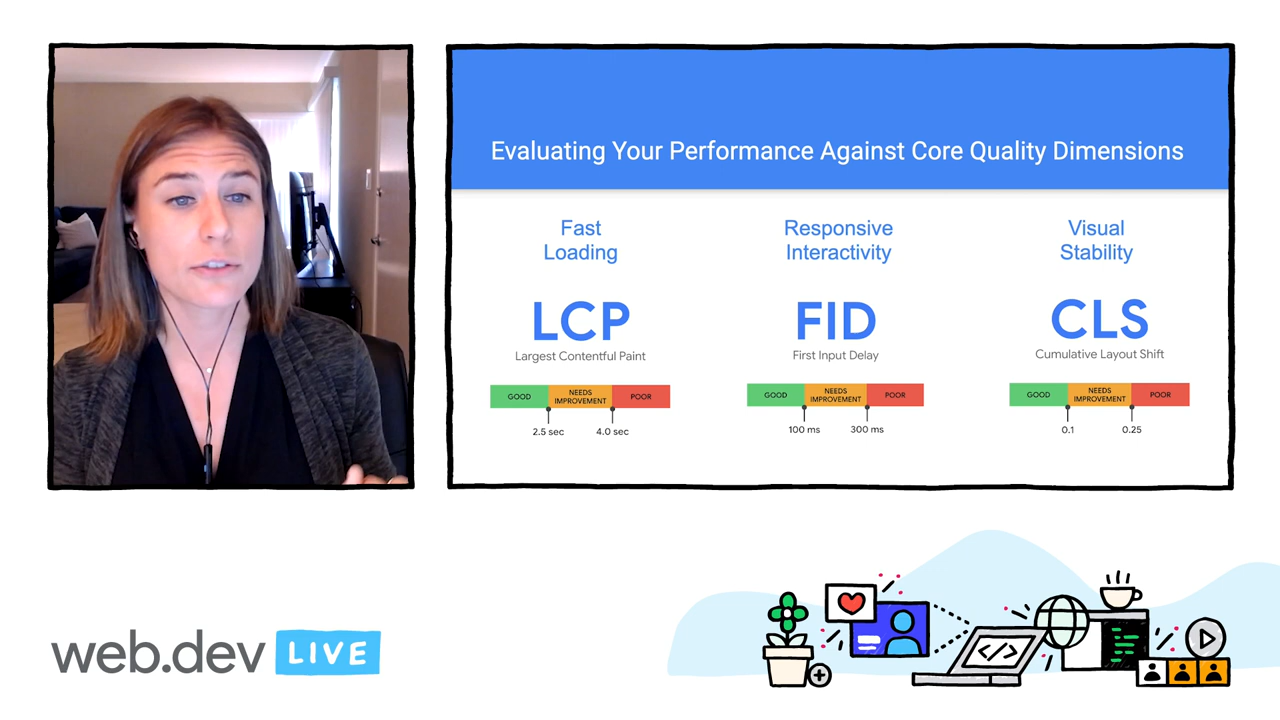 Evaluating Your Performance Against Core Quality Dimensions
Fast
Loading
LCP
Largest Contentful Paint
GOOD
NEEDS
IMPROVEMENT
POOR
2.5 sec
4.0 sec
Responsive
Interactivity
FID
First Input Delay
GOOD
NEEDS
IMPROVEMENT
POOR
100 ms
300 ms
Visual
Stability
CLS
Cumulative Layout Shift
GOOD
NEEDS
IMPROVEMENT
POOR
0.1
0.25
web.dev LIVE